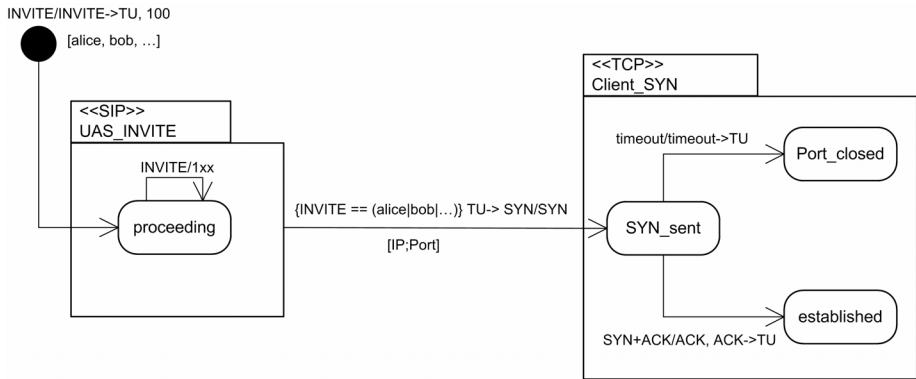 INVITE/INVITE->TU, 100
[alice, bob, …]
<<SIP>>
UAS_INVITE
INVITE/1xx
proceeding
{INVITE == (alice|bob|…)} TU-> SYN/SYN
[IP;Port]
<<TCP>>
Client_SYN
timeout/timeout->TU
Port_closed
SYN_sent
established
SYN+ACK/ACK, ACK->TU